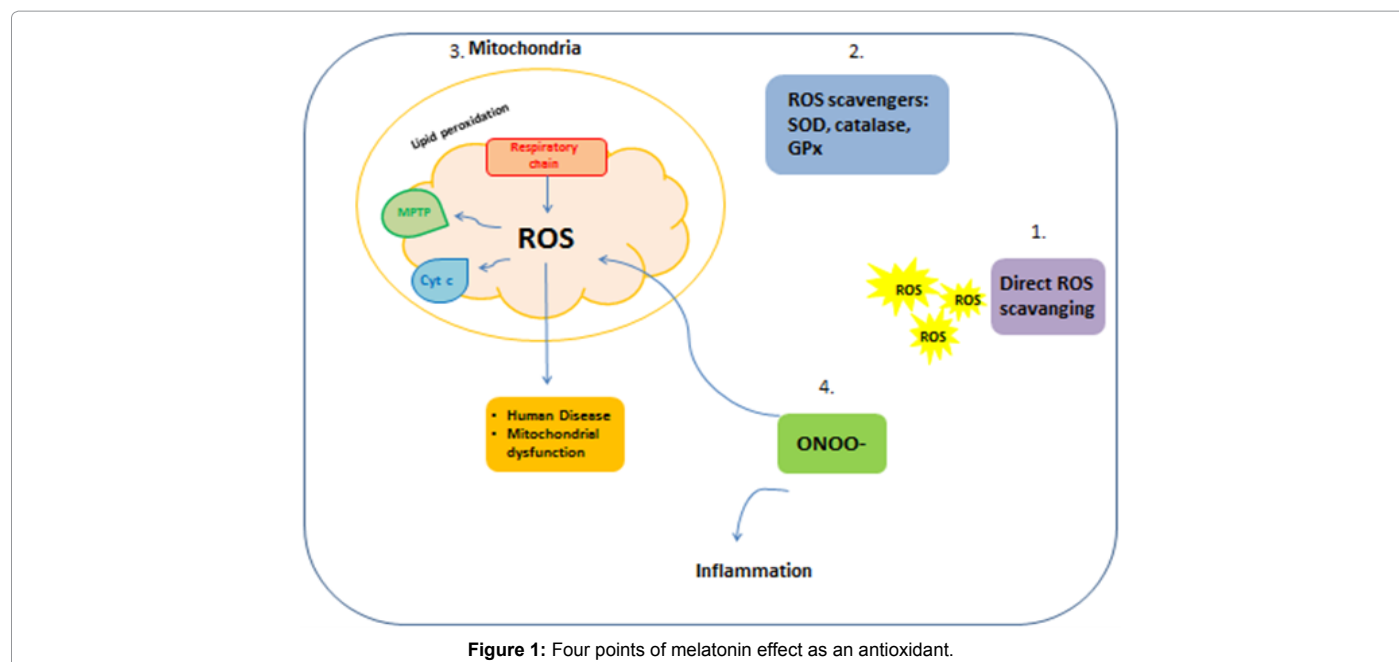 3. Mitochondria
Lipid peroxidation
Respiratory
chain
MPTP
ROS
Cyt c
• Human Disease
• Mitochondrial
dysfunction
2.
ROS scavengers:
SOD, catalase,
GPx
1.
Direct ROS
scavanging
ROS
ROS
ROS
4.
ONOO-
Inflammation
Figure 1: Four points of melatonin effect as an antioxidant.